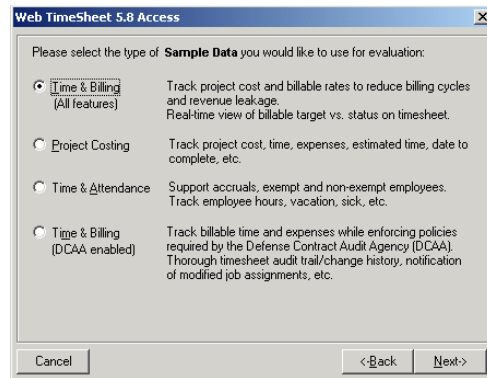 Web TimeSheet 5.8 Access
Please select the type of Sample Data you would like to use for evaluation:
Time & Billing
(All features)
Track project cost and billable rates to reduce billing cycles
and revenue leakage.
Real-time view of billable target vs. status on timesheet.
Project Costing
Track project cost, time, expenses, estimated time, date to
complete, etc.
Time & Attendance
Support accruals, exempt and non-exempt employees.
Track employee hours, vacation, sick, etc.
Time & Billing
(DCAA enabled)
Track billable time and expenses while enforcing policies
required by the Defense Contract Audit Agency (DCAA).
Thorough timesheet audit trail/change history, notification
of modified job assignments, etc.
Cancel
<-Back
Next->